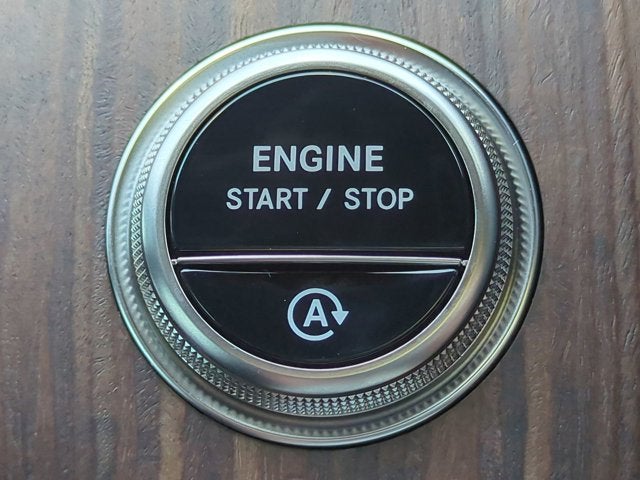 ENGINE
START / STOP
A